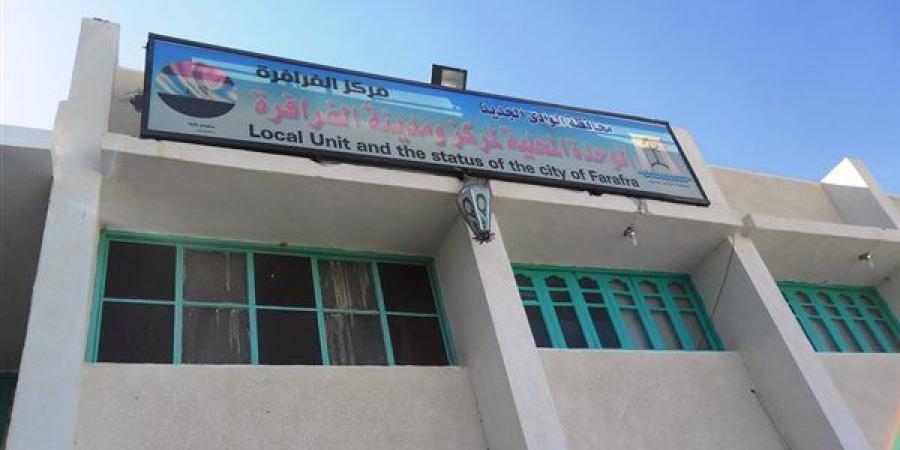 محافظة الوادى الجديد
مركز الفرافرة
الوحدة المحلية لمركز ومدينة الفرافرة
Local Unit and the status of the city of Farafra